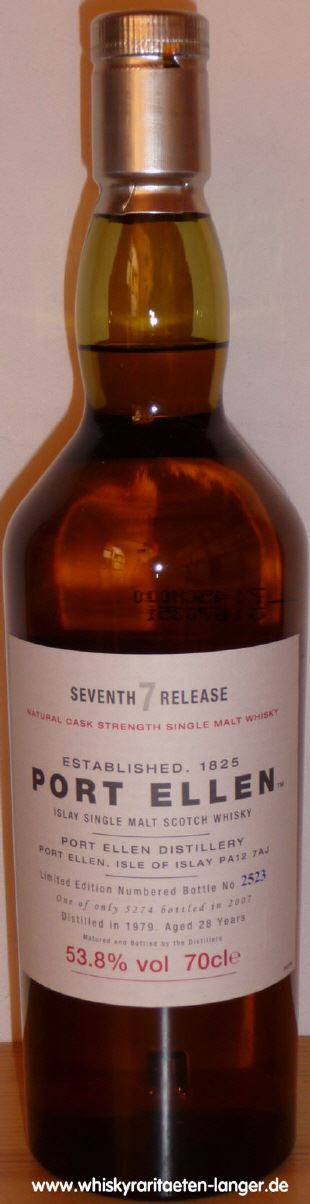 SEVENTH 7 RELEASE
NATURAL CASK STRENGTH SINGLE MALT WHISKY
ESTABLISHED. 1825
PORT ELLEN™
ISLAY SINGLE MALT SCOTCH WHISKY
PORT ELLEN DISTILLERY
PORT ELLEN, ISLE OF ISLAY PA12 7AJ
Limited Edition Numbered Bottle No. 2523
One of only 5274 bottled in 2007
Distilled in 1979. Aged 28 Years
Matured and Bottled by the Distillers
53.8% vol 70cle
www.whiskyraritaeten-langer.de